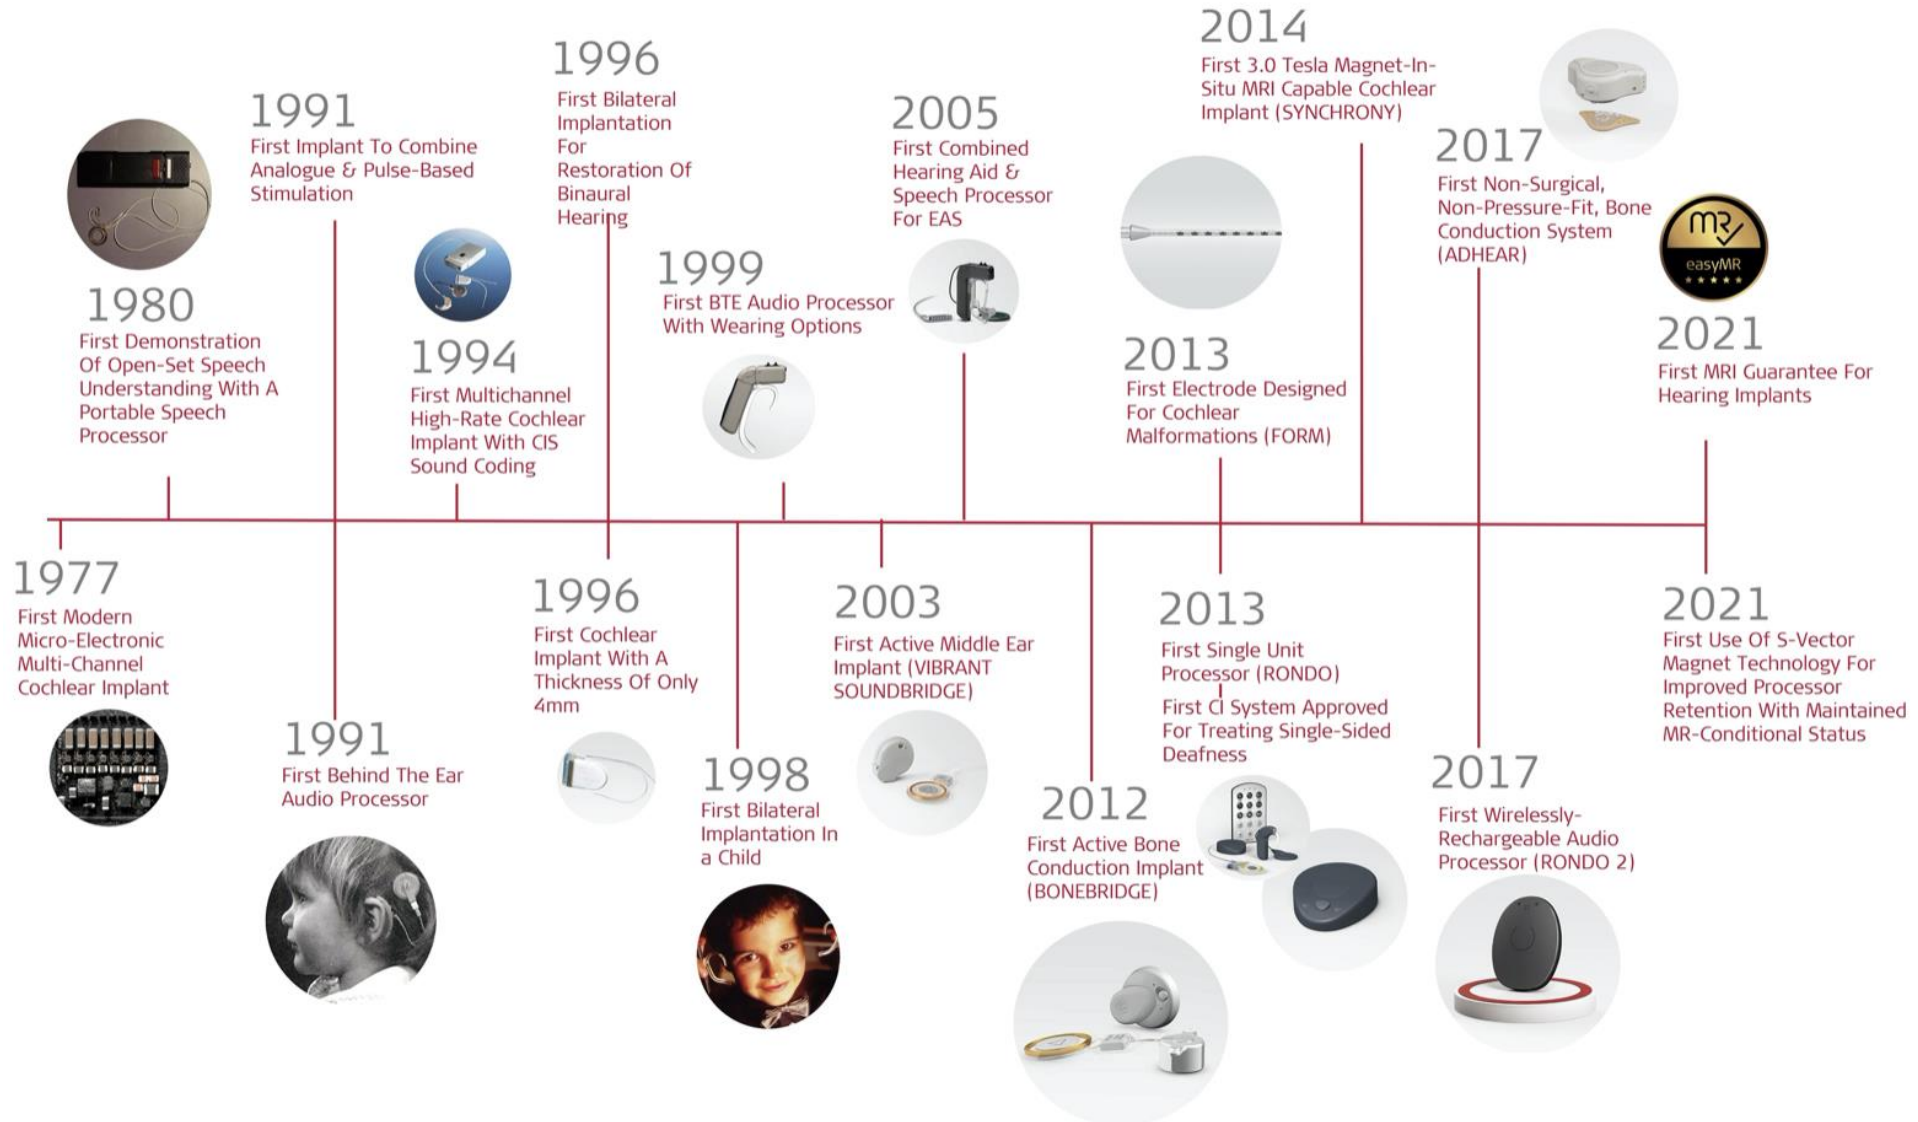 1977
First Modern
Micro-Electronic
Multi-Channel
Cochlear Implant
1980
First Demonstration
Of Open-Set Speech
Understanding With A
Portable Speech
Processor
1991
First Implant To Combine
Analogue & Pulse-Based
Stimulation
1991
First Behind The Ear
Audio Processor
1994
First Multichannel
High-Rate Cochlear
Implant With CIS
Sound Coding
1996
First Bilateral
Implantation
For
Restoration Of
Binaural
Hearing
1996
First Cochlear
Implant With A
Thickness Of Only
4mm
1998
First Bilateral
Implantation In
a Child
1999
First BTE Audio Processor
With Wearing Options
2003
First Active Middle Ear
Implant (VIBRANT
SOUNDBRIDGE)
2005
First Combined
Hearing Aid &
Speech Processor
For EAS
2012
First Active Bone
Conduction Implant
(BONEBRIDGE)
2013
First Electrode Designed
For Cochlear
Malformations (FORM)
2013
First Single Unit
Processor (RONDO)
First CI System Approved
For Treating Single-Sided
Deafness
2014
First 3.0 Tesla Magnet-In-
Situ MRI Capable Cochlear
Implant (SYNCHRONY)
2017
First Non-Surgical,
Non-Pressure-Fit, Bone
Conduction System
(ADHEAR)
2017
First Wirelessly-
Rechargeable Audio
Processor (RONDO 2)
MR
easyMR
2021
First MRI Guarantee For
Hearing Implants
2021
First Use Of S-Vector
Magnet Technology For
Improved Processor
Retention With Maintained
MR-Conditional Status